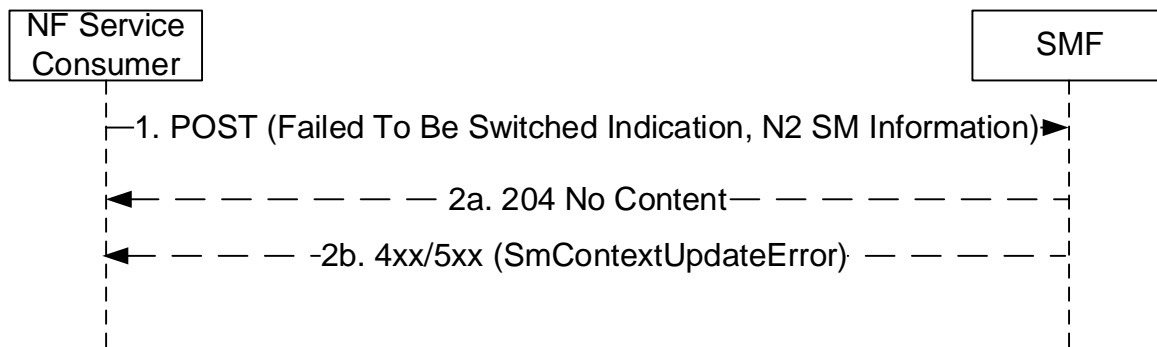 NF Service
Consumer
SMF
1. POST (Failed To Be Switched Indication, N2 SM Information)
2a. 204 No Content
2b. 4xx/5xx (SmContextUpdateError)